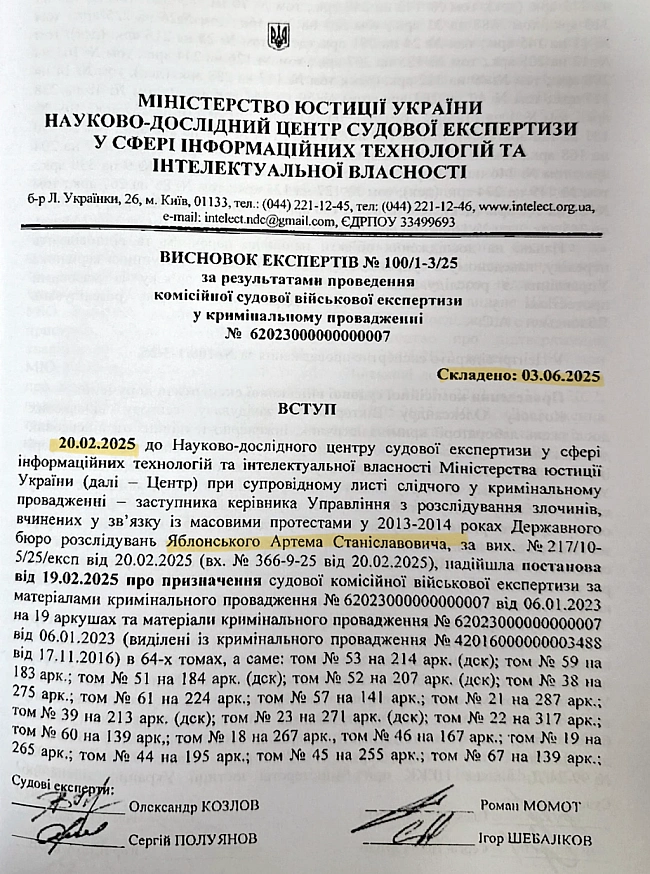 МІНІСТЕРСТВО ЮСТИЦІЇ УКРАЇНИ
НАУКОВО-ДОСЛІДНИЙ ЦЕНТР СУДОВОЇ ЕКСПЕРТИЗИ
У СФЕРІ ІНФОРМАЦІЙНИХ ТЕХНОЛОГІЙ ТА
ІНТЕЛЕКТУАЛЬНОЇ ВЛАСНОСТІ
б-р Л. Українки, 26, м. Київ, 01133, тел.: (044) 221-12-45, тел: (044) 221-12-46, www.intelect.org.ua,
e-mail: intelect.ndc@gmail.com, ЄДРПОУ 33499693
ВИСНОВОК ЕКСПЕРТІВ № 100/1-3/25
за результатами проведення
комісійної судової військової експертизи
у кримінальному провадженні
№ 62023000000000007
Складено: 03.06.2025
ВСТУП
20.02.2025 до Науково-дослідного центру судової експертизи у сфері
інформаційних технологій та інтелектуальної власності Міністерства юстиції
України (далі – Центр) при супровідному листі слідчого у кримінальному
провадженні – заступника керівника Управління з розслідування злочинів,
вчинених у зв’язку із масовими протестами у 2013-2014 роках Державного
бюро розслідувань Яблонського Артема Станіславовича, за вих. № 217/10-
5/25/експ від 20.02.2025 (вх. № 366-9-25 від 20.02.2025), надійшла постанова
від 19.02.2025 про призначення судової комісійної військової експертизи за
матеріалами кримінального провадження № 62023000000000007 від 06.01.2023
на 19 аркушах та матеріали кримінального провадження № 62023000000000007
від 06.01.2023 (виділені із кримінального провадження № 42016000000003488
від 17.11.2016) в 64-х томах, а саме: том № 53 на 214 арк. (дск); том № 59 на
183 арк.; том № 51 на 184 арк. (дск); том № 52 на 207 арк. (дск); том № 38 на
275 арк.; том № 61 на 224 арк.; том № 57 на 141 арк.; том № 21 на 287 арк.;
том № 39 на 213 арк. (дск); том № 23 на 271 арк. (дск); том № 22 на 317 арк.;
том № 60 на 139 арк.; том № 18 на 267 арк., том № 46 на 167 арк.; том № 19 на
265 арк.; том № 44 на 195 арк.; том № 45 на 255 арк.; том № 67 на 139 арк.;
Судові експерти:
Олександр КОЗЛОВ
Роман МОМОТ
Сергій ПОЛУЯНОВ
Ігор ШЕБАЛКОВ